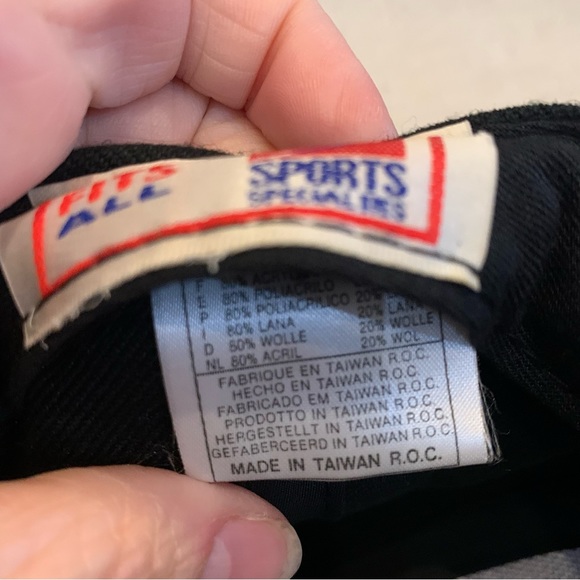 FITS
ALL
SPORTS
SPECIALTIES
E 80% POLIACRILO 20%
P 80% POLIACRILICO 20% LANA
I 80% LANA 20% WOLLE
D 80% WOLLE 20% WOL
NL 80% ACRIL
FABRIQUE EN TAIWAN R.O.C.
HECHO EN TAIWAN R.O.C.
FABRICADO EM TAIWAN R.O.C.
PRODOTTO IN TAIWAN R.O.C.
HERGESTELLT IN TAIWAN R.O.C.
GEFABERCEERD IN TAIWAN R.O.C.
MADE IN TAIWAN R.O.C.